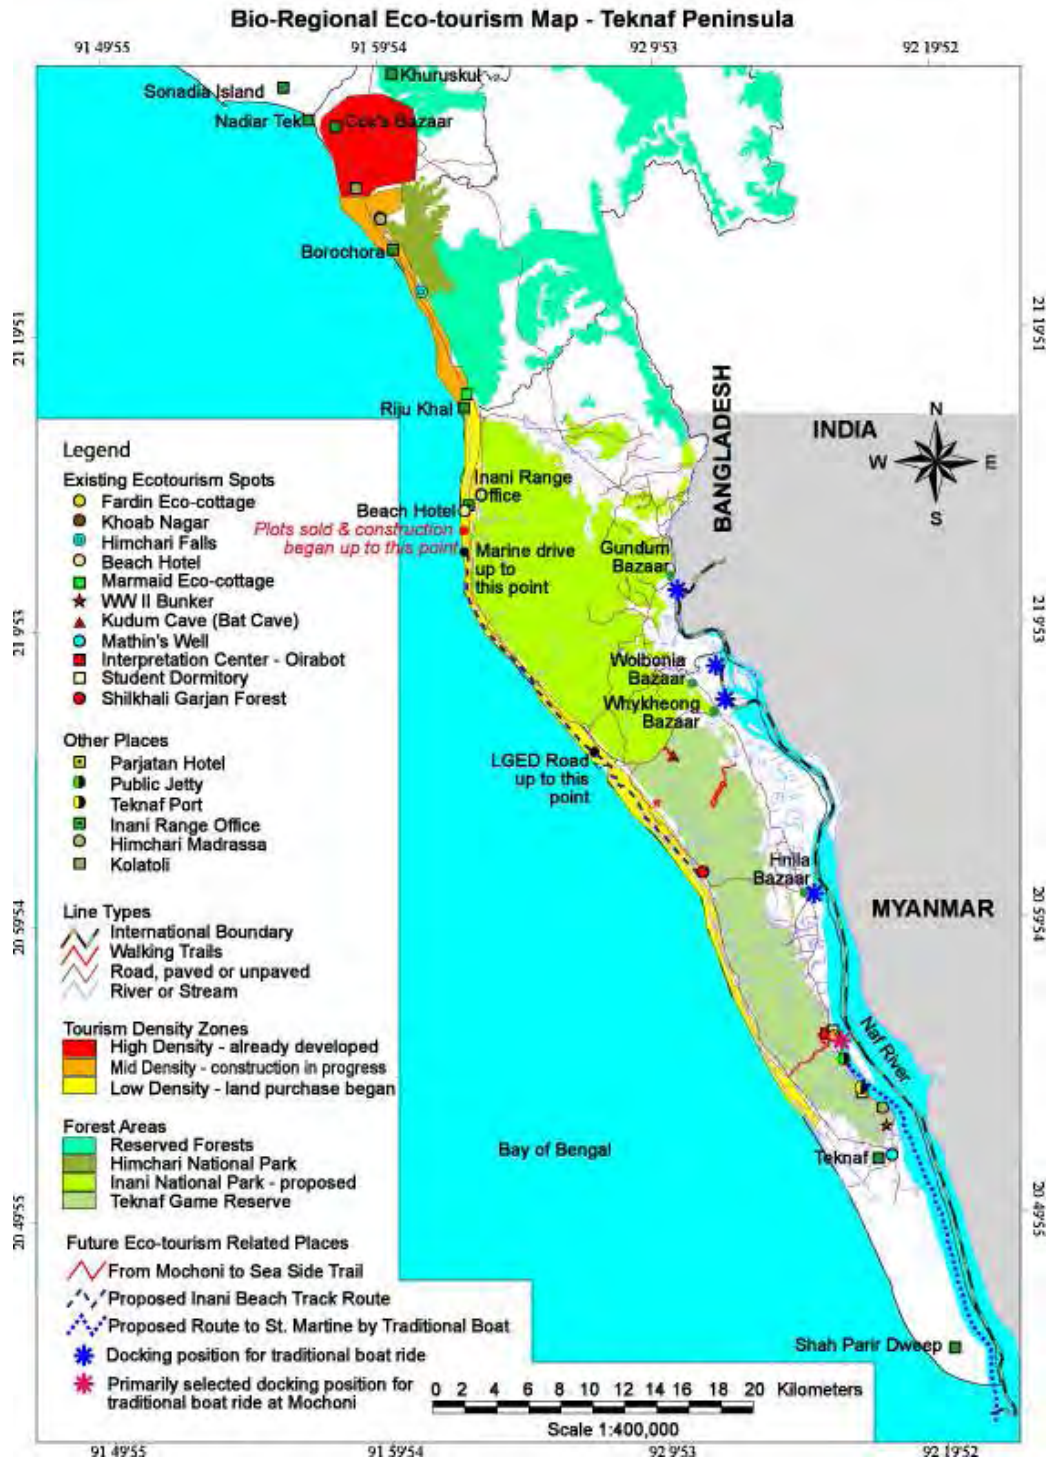 Bio-Regional Eco-tourism Map - Teknaf Peninsula
91 49'55
91 59'54
92 9'53
92 19'52
Khuruskul
Sonadia Island
Nadiar Tek
Cox's Bazaar
Borochora
21 19'51
21 19'51
Riju Khal
BANGLADESH
INDIA
N
W
E
S
Legend
Existing Ecotourism Spots
Fardin Eco-cottage
Khoab Nagar
Himchari Falls
Beach Hotel
Marmaid Eco-cottage
WW II Bunker
Kudum Cave (Bat Cave)
Mathin's Well
Interpretation Center - Oirabot
Student Dormitory
Shilkhali Garjan Forest
Inani Range
Office
Beach Hotel
Plots sold & construction
began up to this point
Marine drive
up to
this point
Gundum
Bazaar
21 9'53
21 9'53
Wolbonia
Bazaar
Whykheong
Bazaar
LGED Road
up to this
point
Hnila
Bazaar
MYANMAR
Other Places
Parjatan Hotel
Public Jetty
Teknaf Port
Inani Range Office
Himchari Madrassa
Kolatoli
20 59'54
20 59'54
Line Types
International Boundary
Walking Trails
Road, paved or unpaved
River or Stream
Tourism Density Zones
High Density - already developed
Mid Density - construction in progress
Low Density - land purchase began
Naf River
Forest Areas
Reserved Forests
Himchari National Park
Inani National Park - proposed
Teknaf Game Reserve
Bay of Bengal
Teknaf
20 49'55
20 49'55
Future Eco-tourism Related Places
From Mochoni to Sea Side Trail
Proposed Inani Beach Track Route
Proposed Route to St. Martine by Traditional Boat
Docking position for traditional boat ride
Primarily selected docking position for
traditional boat ride at Mochoni
Shah Parir Dweep
0 2 4 6 8 10 12 14 16 18 20 Kilometers
Scale 1:400,000
91 49'55
91 59'54
92 9'53
92 19'52